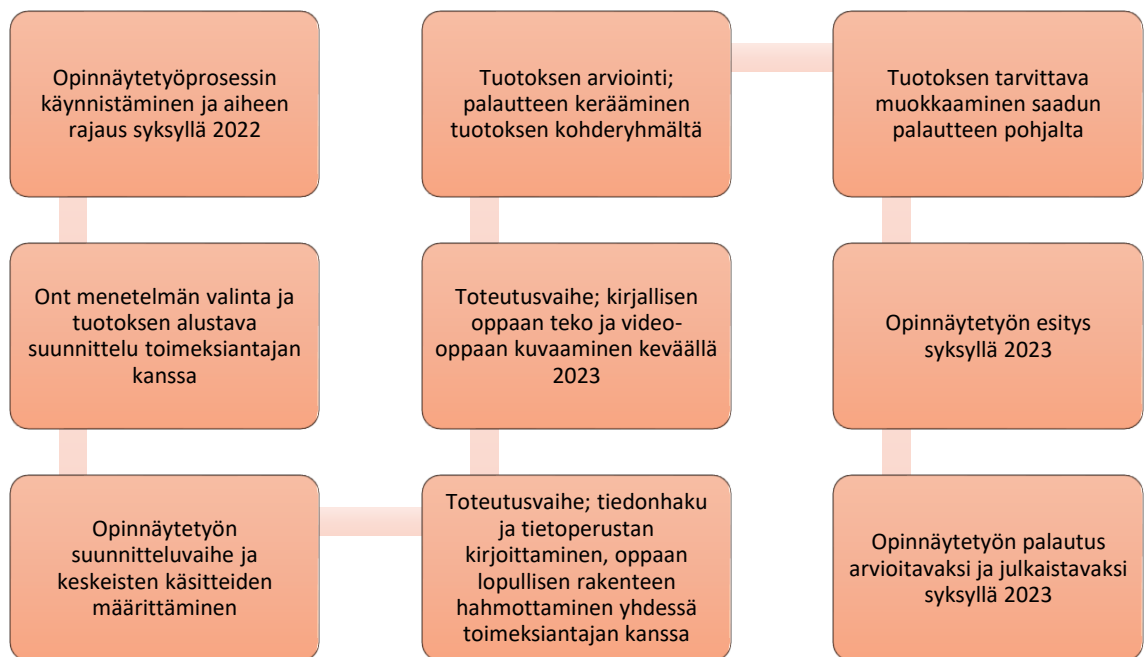 Opinnäytetyöprosessin
käynnistäminen ja aiheen
rajaus syksyllä 2022
Ont menetelmän valinta ja
tuotoksen alustava
suunnittelu toimeksiantajan
kanssa
Opinnäytetyön
suunnitteluvaihe ja
keskeisten käsitteiden
määrittäminen
Toteutusvaihe; tiedonhaku
ja tietoperustan
kirjoittaminen, oppaan
lopullisen rakenteen
hahmottaminen yhdessä
toimeksiantajan kanssa
Toteutusvaihe; kirjallisen
oppaan teko ja video-
oppaan kuvaaminen keväällä
2023
Tuotoksen arviointi;
palautteen kerääminen
tuotoksen kohderyhmältä
Tuotoksen tarvittava
muokkaaminen saadun
palautteen pohjalta
Opinnäytetyön esitys
syksyllä 2023
Opinnäytetyön palautus
arvioitavaksi ja julkaistavaksi
syksyllä 2023